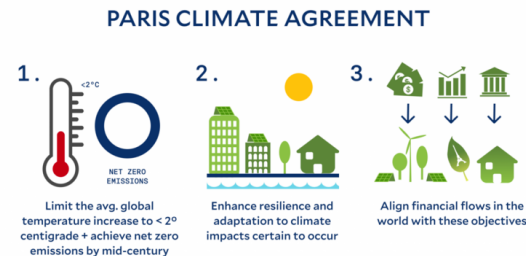 PARIS CLIMATE AGREEMENT
1.
<2°C
NET ZERO
EMISSIONS
Limit the avg. global
temperature increase to < 2º
centigrade + achieve net zero
emissions by mid-century
2.
Enhance resilience and
adaptation to climate
impacts certain to occur
3.
$
$
Align financial flows in the
world with these objectives